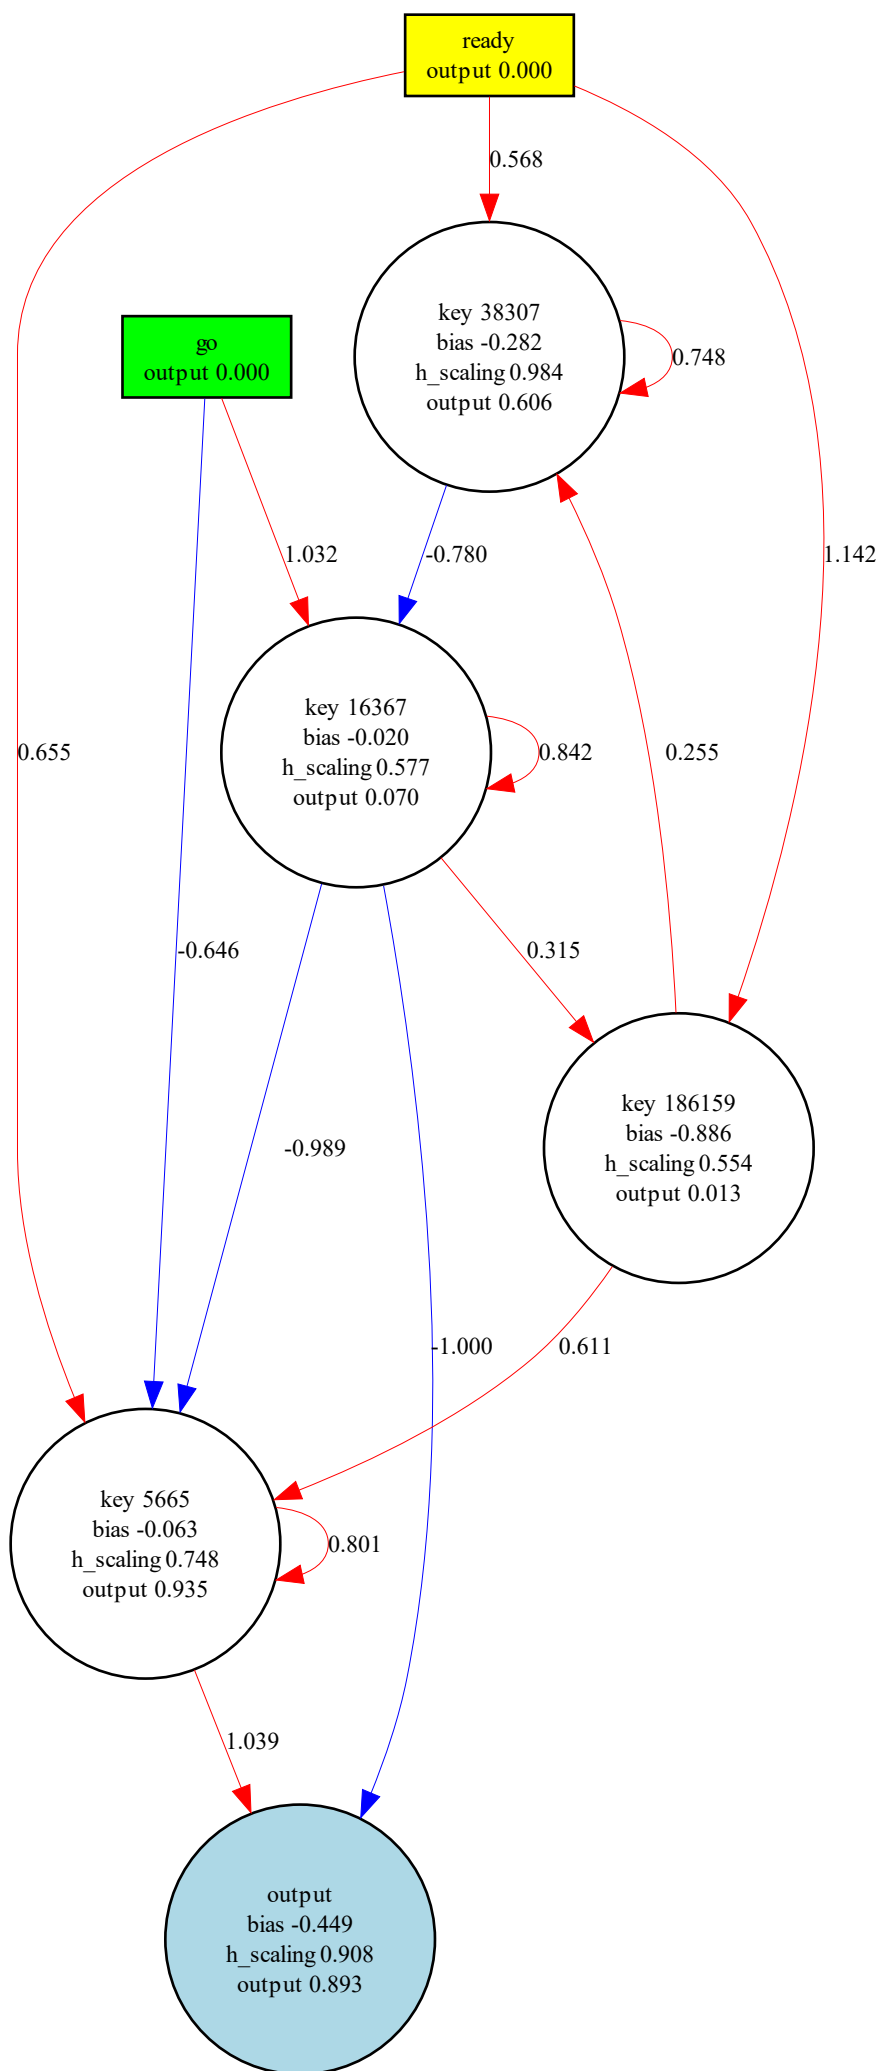 ready
output 0.000
0.568
go
output 0.000
key 38307
bias -0.282
h_scaling 0.984
output 0.606
0.748
1.032
-0.780
1.142
key 16367
bias -0.020
h_scaling 0.577
output 0.070
0.655
0.842
0.255
-0.646
0.315
key 186159
bias -0.886
h_scaling 0.554
output 0.013
-0.989
-1.000
0.611
key 5665
bias -0.063
h_scaling 0.748
output 0.935
0.801
1.039
output
bias -0.449
h_scaling 0.908
output 0.893